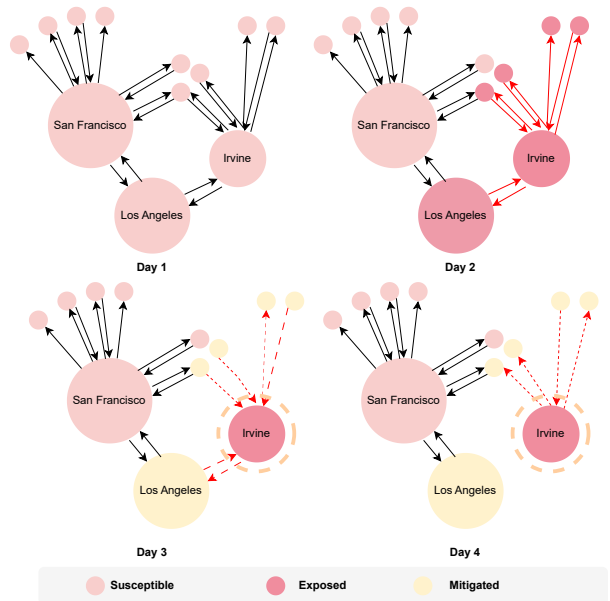 San Francisco
Irvine
Los Angeles
Day 1
San Francisco
Irvine
Los Angeles
Day 2
San Francisco
Irvine
Los Angeles
Day 3
San Francisco
Irvine
Los Angeles
Day 4
Susceptible
Exposed
Mitigated